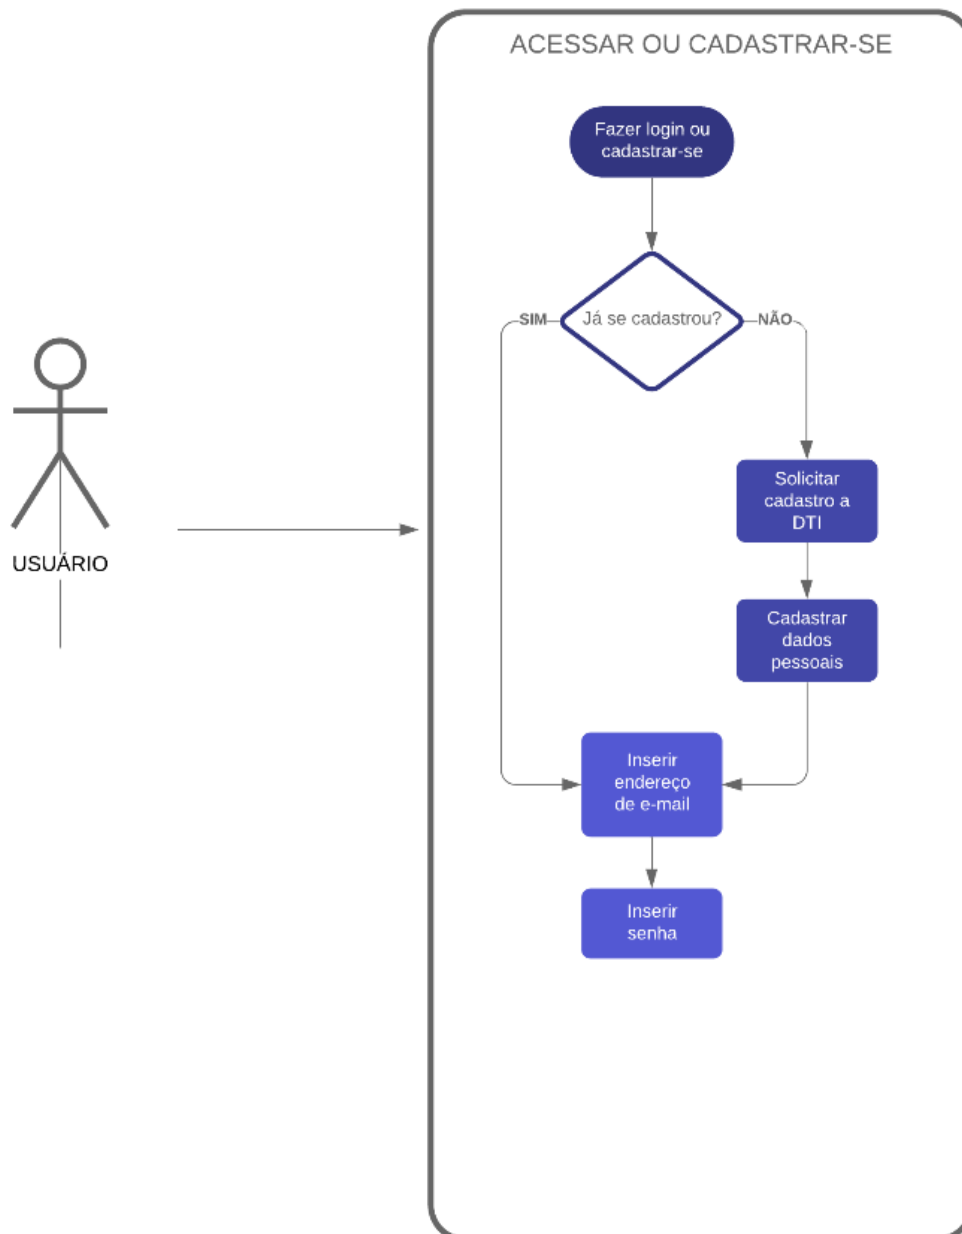 ACESSAR OU CADASTRAR-SE
Fazer login ou
cadastrar-se
Já se cadastrou?
SIM
NÃO
Solicitar
cadastro a
DTI
USUÁRIO
Cadastrar
dados
pessoais
Inserir
endereço
de e-mail
Inserir
senha